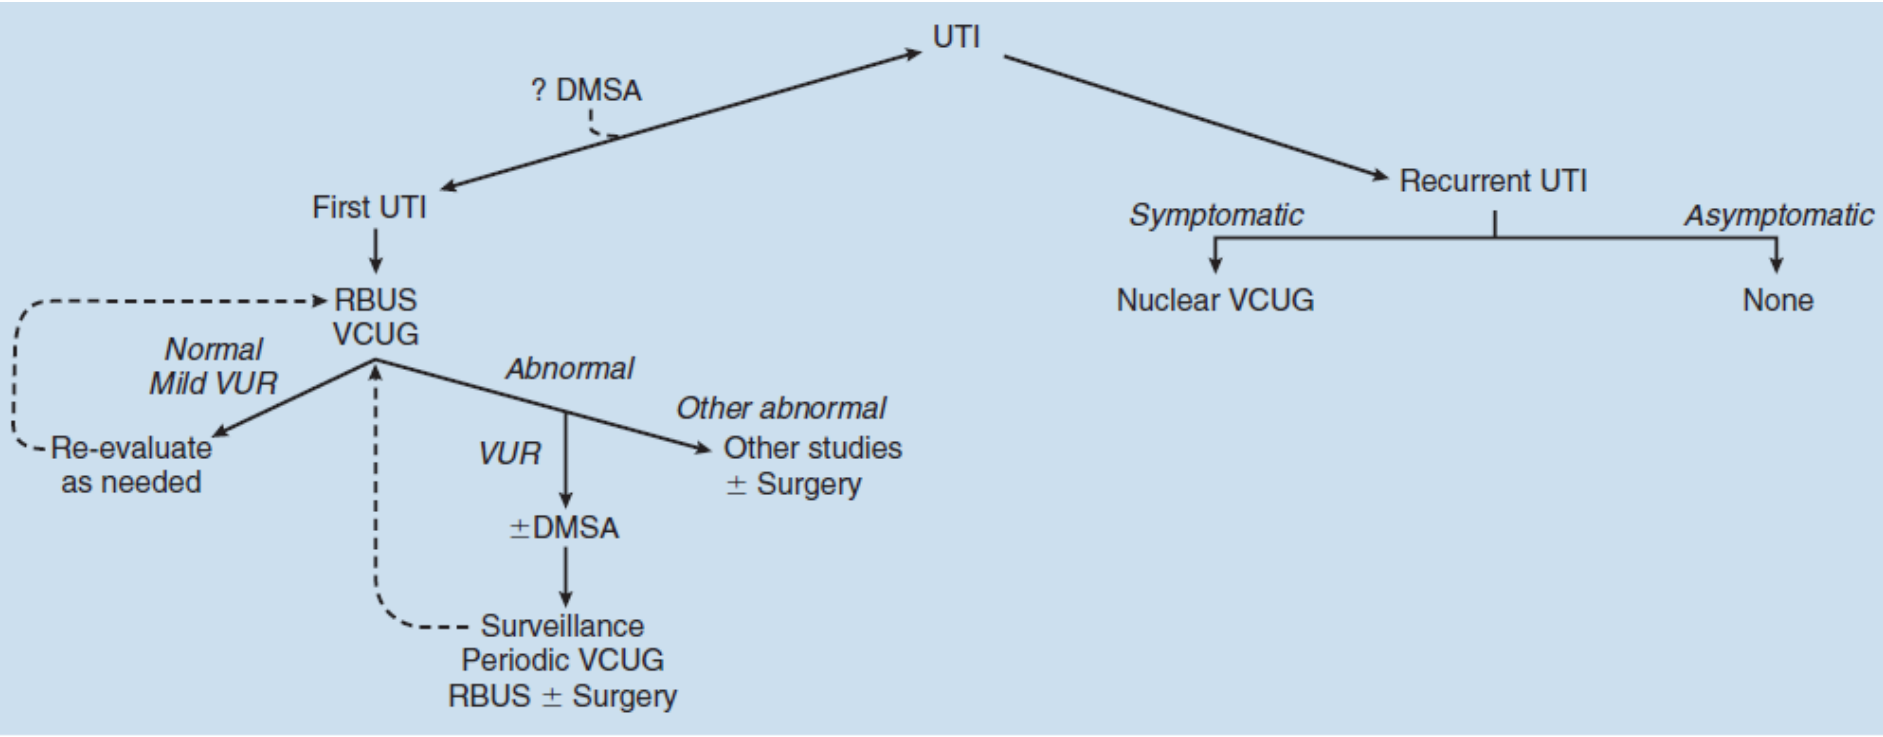 UTI
? DMSA
First UTI
Recurrent UTI
Symptomatic
Asymptomatic
Nuclear VCUG
None
RBUS
VCUG
Normal
Mild VUR
Abnormal
Re-evaluate
as needed
VUR
Other abnormal
Other studies
± Surgery
±DMSA
Surveillance
Periodic VCUG
RBUS ± Surgery